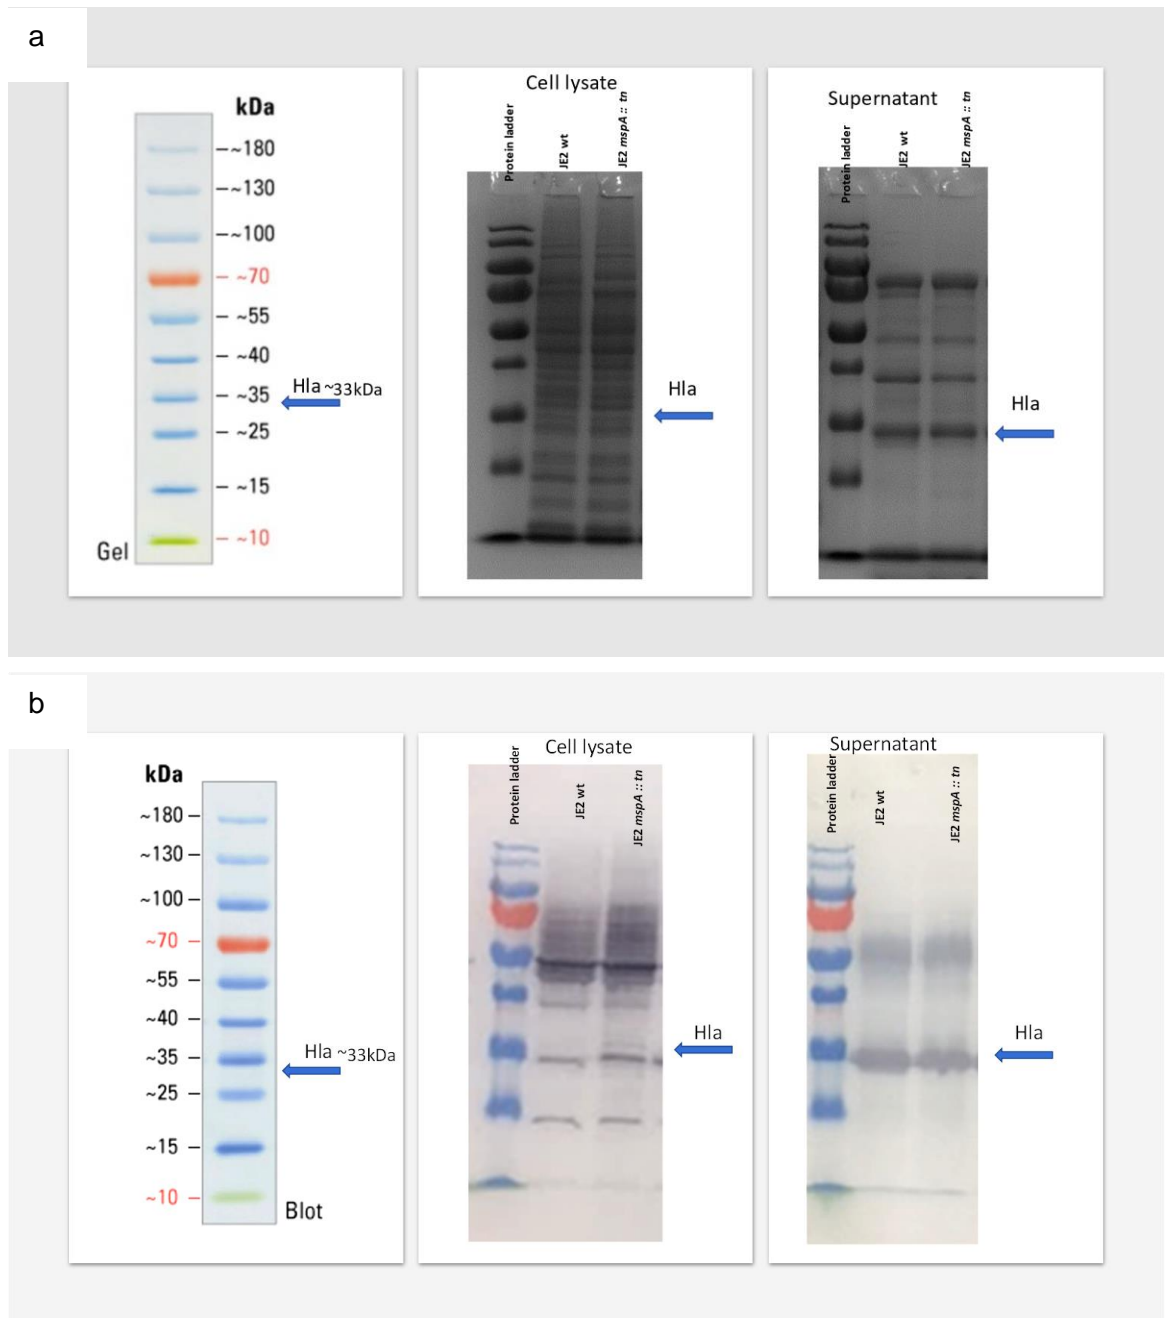 a
kDa
~180
~130
~100
~70
~55
~40
~35
~25
~15
~10
Hla ~33kDa
Gel
Cell lysate
Protein ladder
JE2 wt
JE2 mspA :: tn
Hla
Supernatant
Protein ladder
JE2 wt
JE2 mspA :: tn
Hla
b
kDa
~180
~130
~100
~70
~55
~40
~35
~25
~15
~10
Hla ~33kDa
Blot
Cell lysate
Protein ladder
JE2 wt
JE2 mspA :: tn
Hla
Supernatant
Protein ladder
JE2 wt
JE2 mspA :: tn
Hla